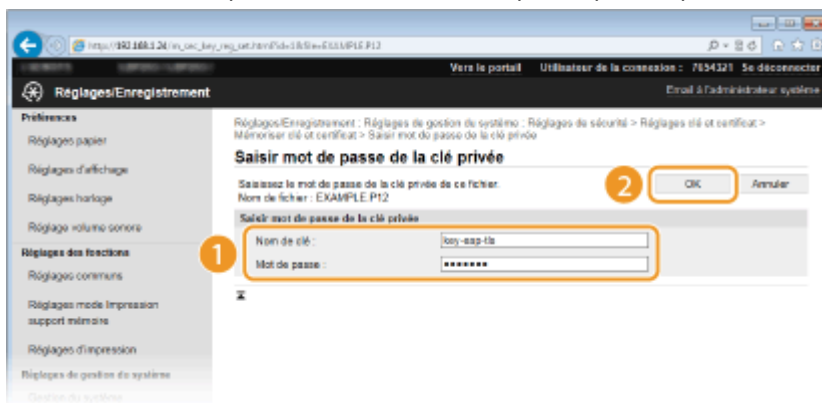 http://192.168.1.24/m_sec_key_reg_set.html?id=1&file=EXAMPLE.P12
Vers le portail Utilisateur de la connexion : 7654321 Se déconnecter
Réglages/Enregistrement
Email à l'administrateur système
Préférences
Réglages papier
Réglages d'affichage
Réglages horloge
Réglage volume sonore
Réglages des fonctions
Réglages communs
Réglages mode Impression
support mémoire
Réglages d'impression
Réglages de gestion du système
Gestion du système
Réglages/Enregistrement : Réglages de gestion du système : Réglages de sécurité > Réglages clé et certificat >
Mémoriser clé et certificat > Saisir mot de passe de la clé privée
Saisir mot de passe de la clé privée
Saisissez le mot de passe de la clé privée de ce fichier.
Nom de fichier : EXAMPLE.P12
2
OK
Annuler
Saisir mot de passe de la clé privée
1
Nom de clé : key-eap-tls
Mot de passe : •••••••